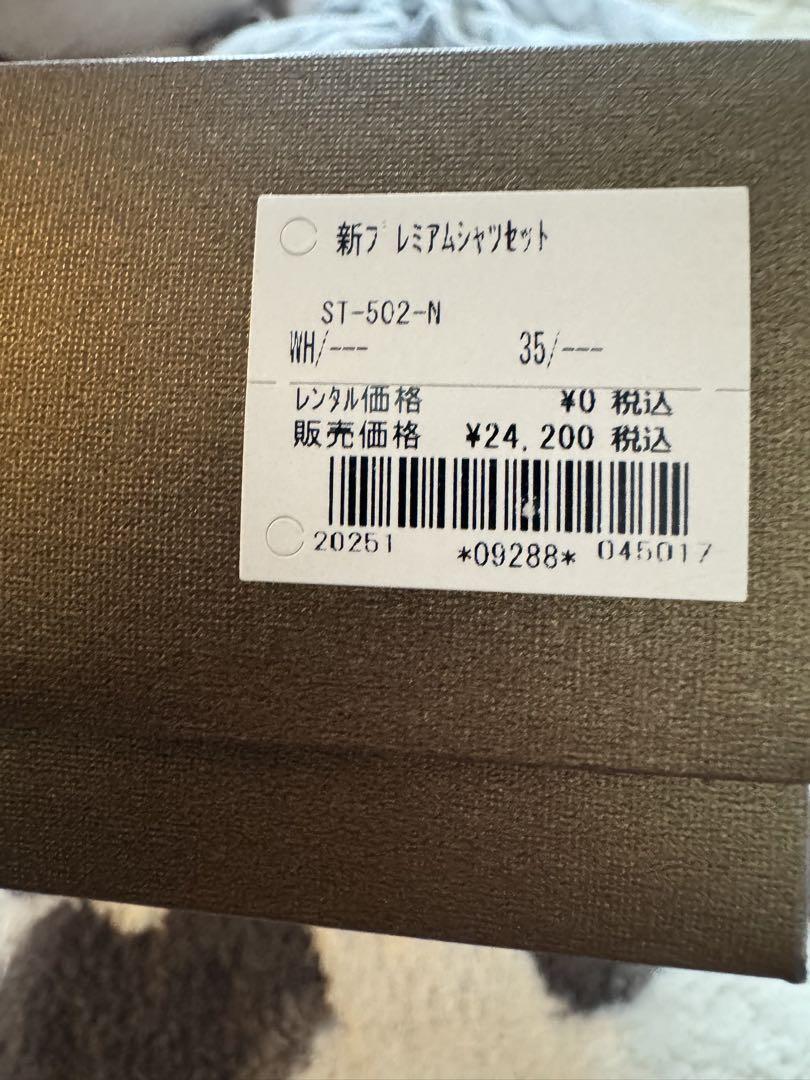 新ﾌﾟﾚﾐｱﾑｼｬﾂｾｯﾄ
ST-502-N
WH/--- 35/---
ﾚﾝﾀﾙ価格 ¥0 税込
販売価格 ¥24,200 税込
20251 *09288* 045017